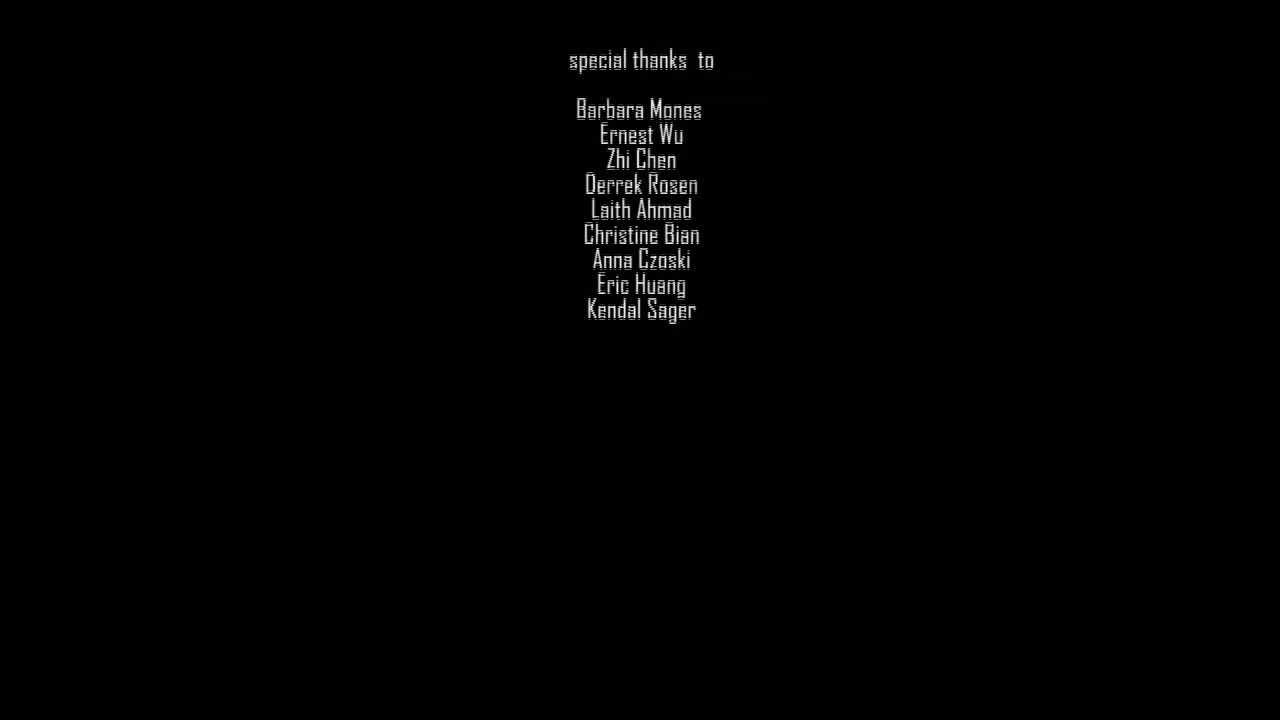 special thanks to
Barbara Mones
Ernest Wu
Zhi Chen
Derrek Rosen
Laith Ahmad
Christine Bian
Anna Czoski
Eric Huang
Kendal Sager